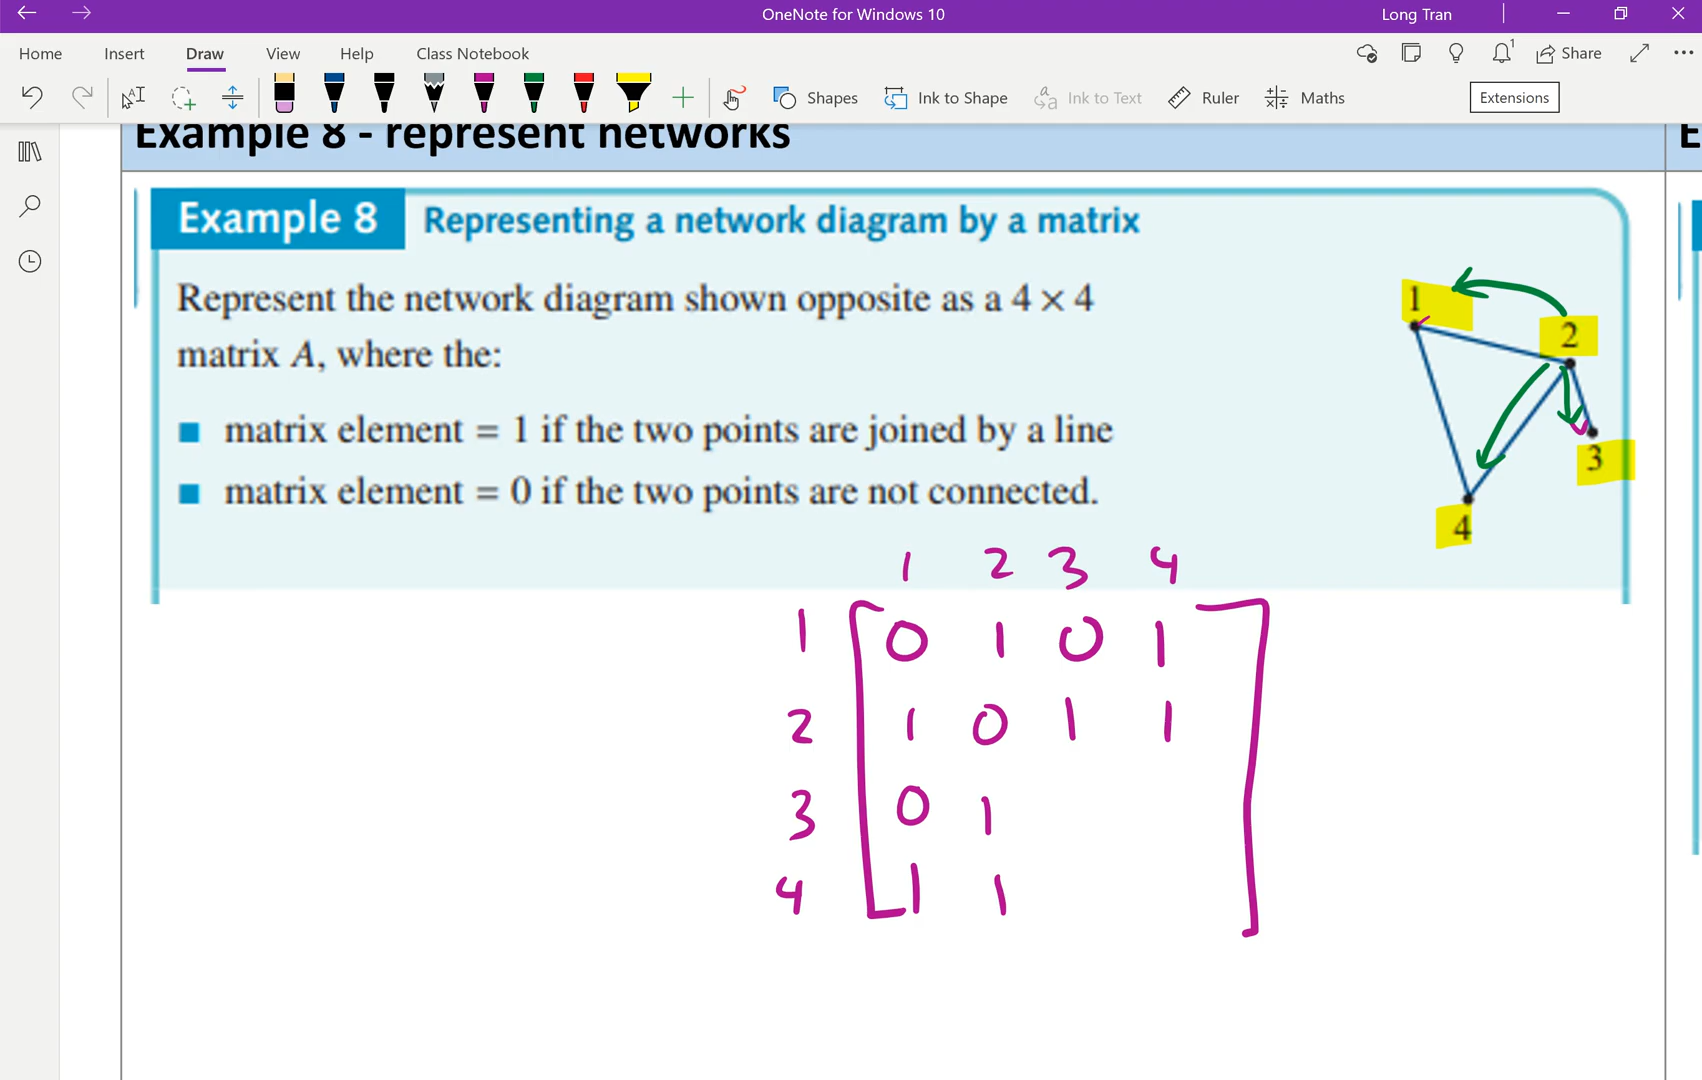 OneNote for Windows 10
Long Tran
Home Insert Draw View Help Class Notebook
1
Share
Shapes
Ink to Shape
Ink to Text
Ruler
Maths
Extensions
Example 8 - represent networks
E
Example 8 Representing a network diagram by a matrix
Represent the network diagram shown opposite as a 4 × 4
matrix A, where the:
■ matrix element = 1 if the two points are joined by a line
■ matrix element = 0 if the two points are not connected.
1
2
3
4
1 2 3 4
1 0 1 0 1
2 1 0 1 1
3 0 1
4 1 1